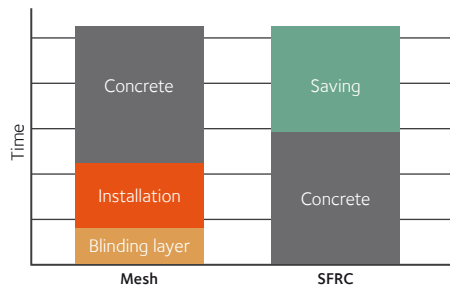 Time
Concrete
Installation
Blinding layer
Mesh
Saving
Concrete
SFRC